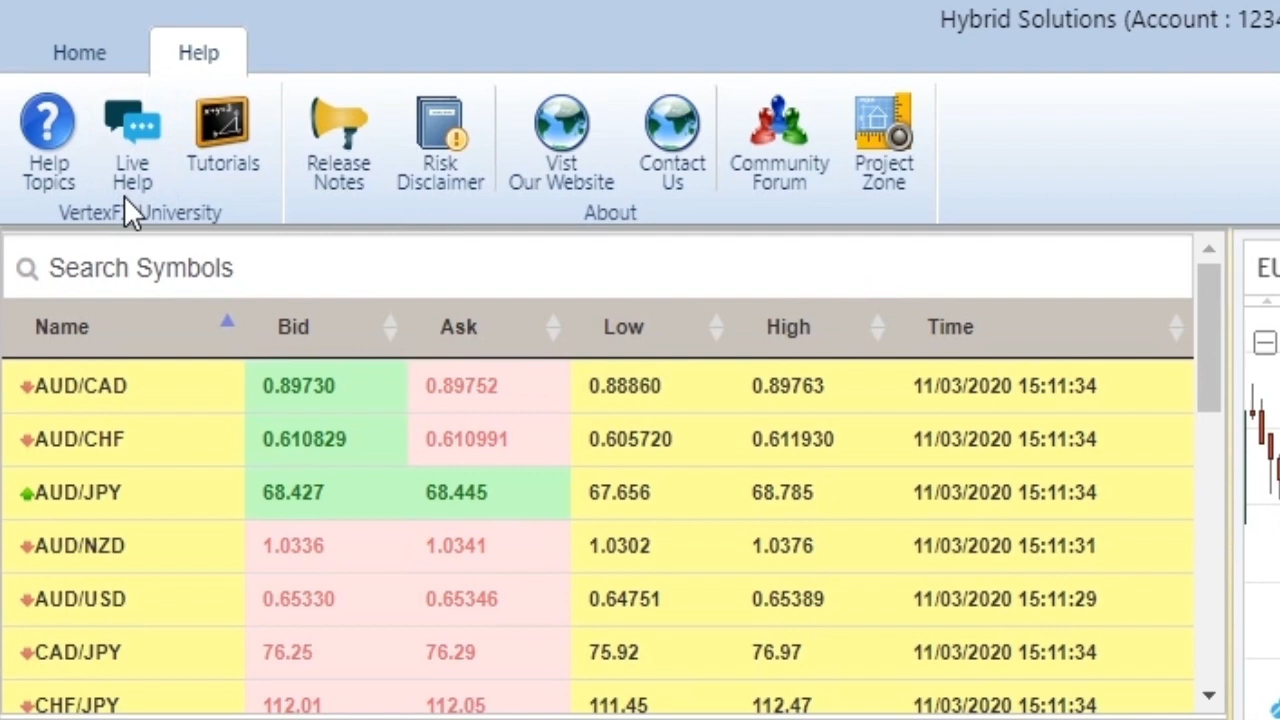 Hybrid Solutions (Account : 1234
Home Help
Help Topics
Live Help
Tutorials
Release Notes
Risk Disclaimer
Vist Our Website
Contact Us
Community Forum
Project Zone
University
About
Search Symbols
Name Bid Ask Low High Time
AUD/CAD 0.89730 0.89752 0.88860 0.89763 11/03/2020 15:11:34
AUD/CHF 0.610829 0.610991 0.605720 0.611930 11/03/2020 15:11:34
AUD/JPY 68.427 68.445 67.656 68.785 11/03/2020 15:11:34
AUD/NZD 1.0336 1.0341 1.0302 1.0376 11/03/2020 15:11:31
AUD/USD 0.65330 0.65346 0.64751 0.65389 11/03/2020 15:11:29
CAD/JPY 76.25 76.29 75.92 76.97 11/03/2020 15:11:34
CHF/JPY 112.01 112.05 111.45 112.47 11/03/2020 15:11:34